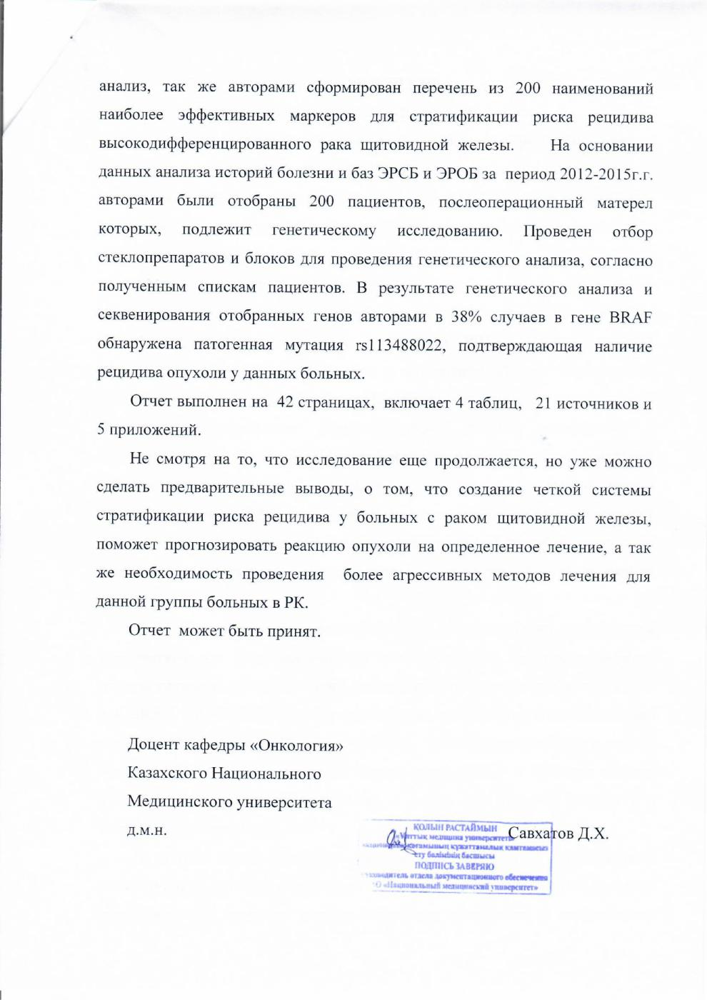 анализ, так же авторами сформирован перечень из 200 наименований
наиболее эффективных маркеров для стратификации риска рецидива
высокодифференцированного рака щитовидной железы. На основании
данных анализа историй болезни и баз ЭРСБ и ЭРОБ за период 2012-2015г.г.
авторами были отобраны 200 пациентов, послеоперационный матерел
которых, подлежит генетическому исследованию. Проведен отбор
стеклопрепаратов и блоков для проведения генетического анализа, согласно
полученным спискам пациентов. В результате генетического анализа и
секвенирования отобранных генов авторами в 38% случаев в гене BRAF
обнаружена патогенная мутация rs113488022, подтверждающая наличие
рецидива опухоли у данных больных.
Отчет выполнен на 42 страницах, включает 4 таблиц, 21 источников и
5 приложений.
Не смотря на то, что исследование еще продолжается, но уже можно
сделать предварительные выводы, о том, что создание четкой системы
стратификации риска рецидива у больных с раком щитовидной железы,
поможет прогнозировать реакцию опухоли на определенное лечение, а так
же необходимость проведения более агрессивных методов лечения для
данной группы больных в РК.
Отчет может быть принят.
Доцент кафедры «Онкология»
Казахского Национального
Медицинского университета
д.м.н.
Савхатов Д.Х.
ҚОЛЫН РАСТАЙМЫН
медицина университеті»
қоғамының құжаттамалық қамтамасыз
ету бөлімінің басшысы
ПОДПИСЬ ЗАВЕРЯЮ
отдела документационного обеспечения
«Национальный медицинский университет»